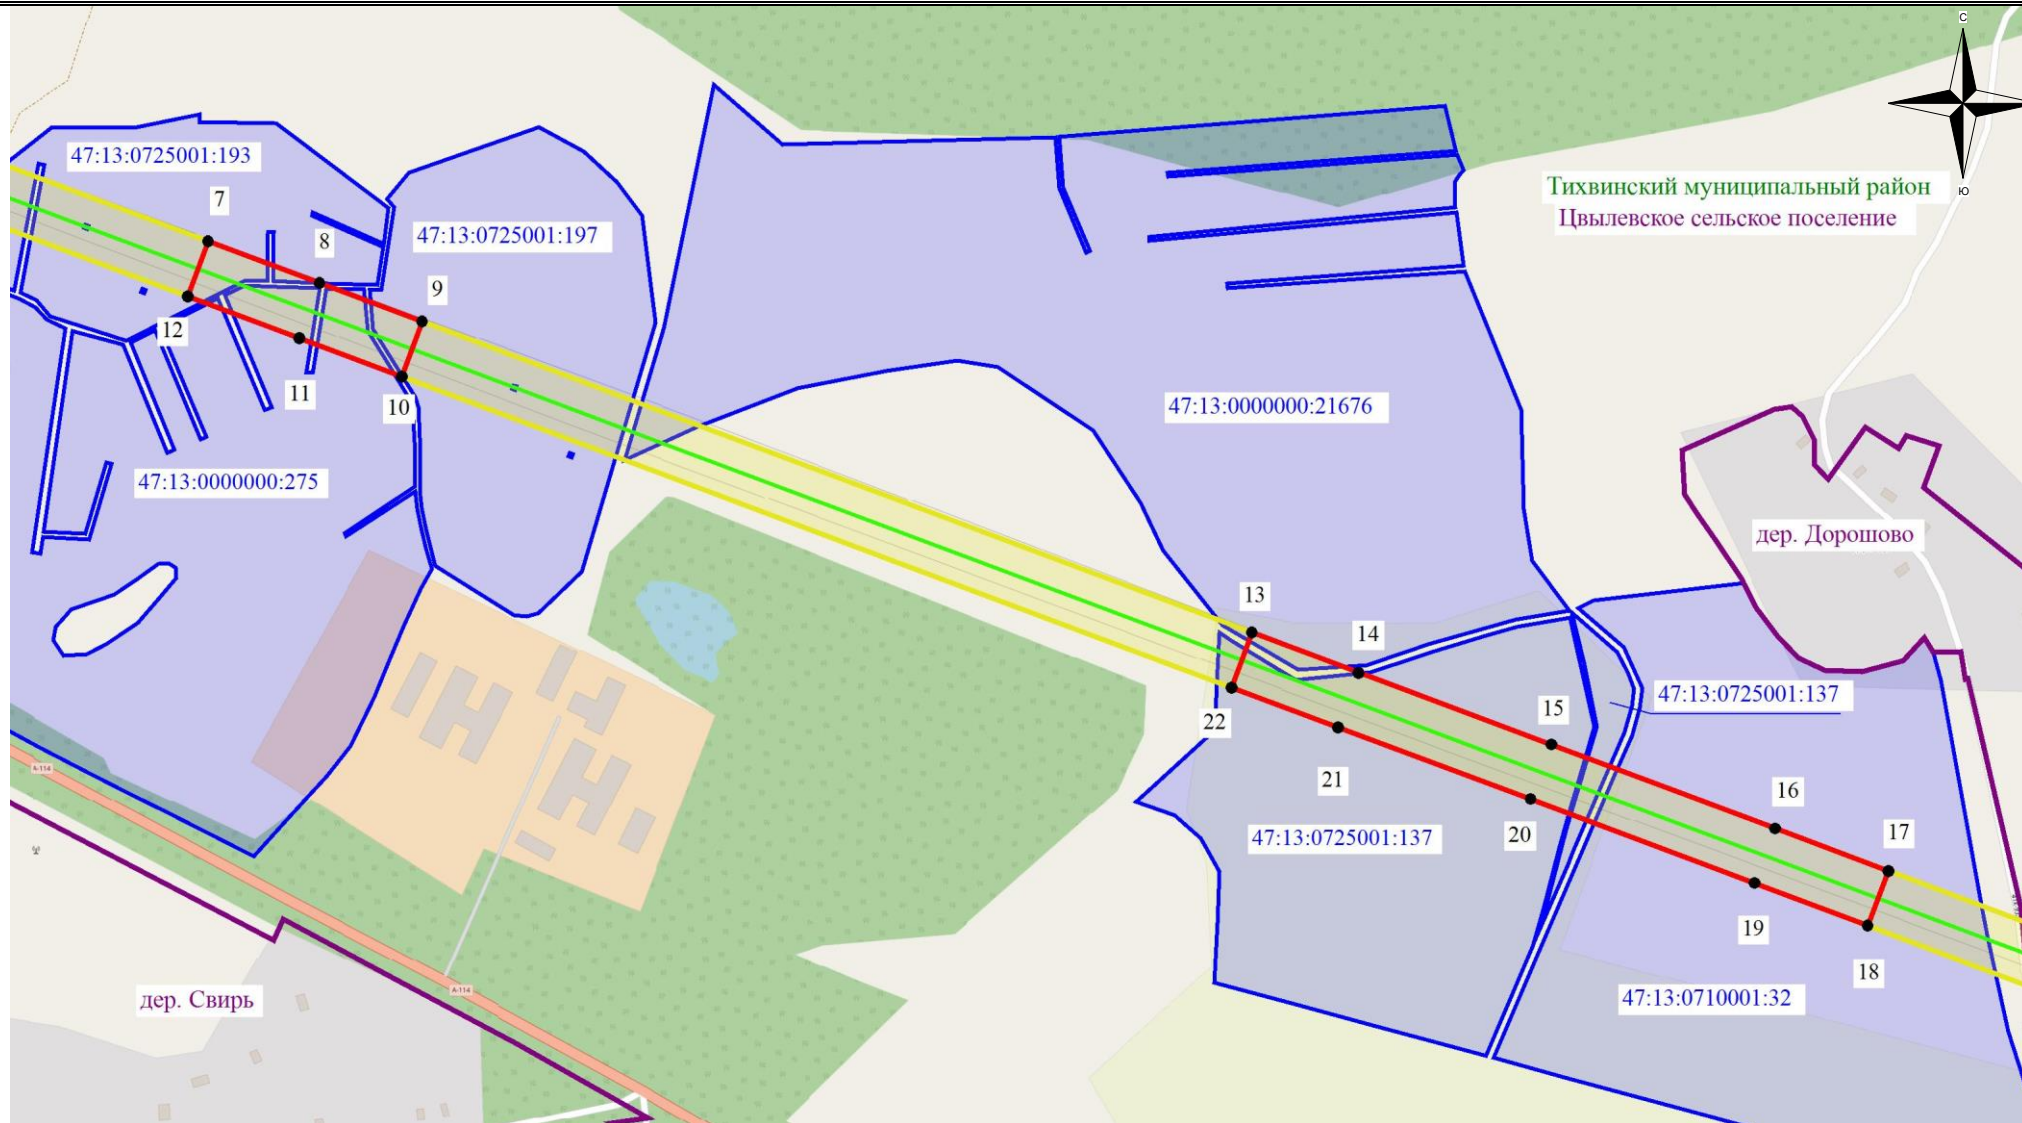 С
47:13:0725001:193
Тихвинский муниципальный район
Ю
7
Цвылевское сельское поселение
47:13:0725001:197
8
9
12
11
10
47:13:0000000:21676
47:13:0000000:275
дер. Дорошово
13
14
47:13:0725001:137
22
15
А-114
21
16
20
47:13:0725001:137
17
19
18
А-114
дер. Свирь
47:13:0710001:32